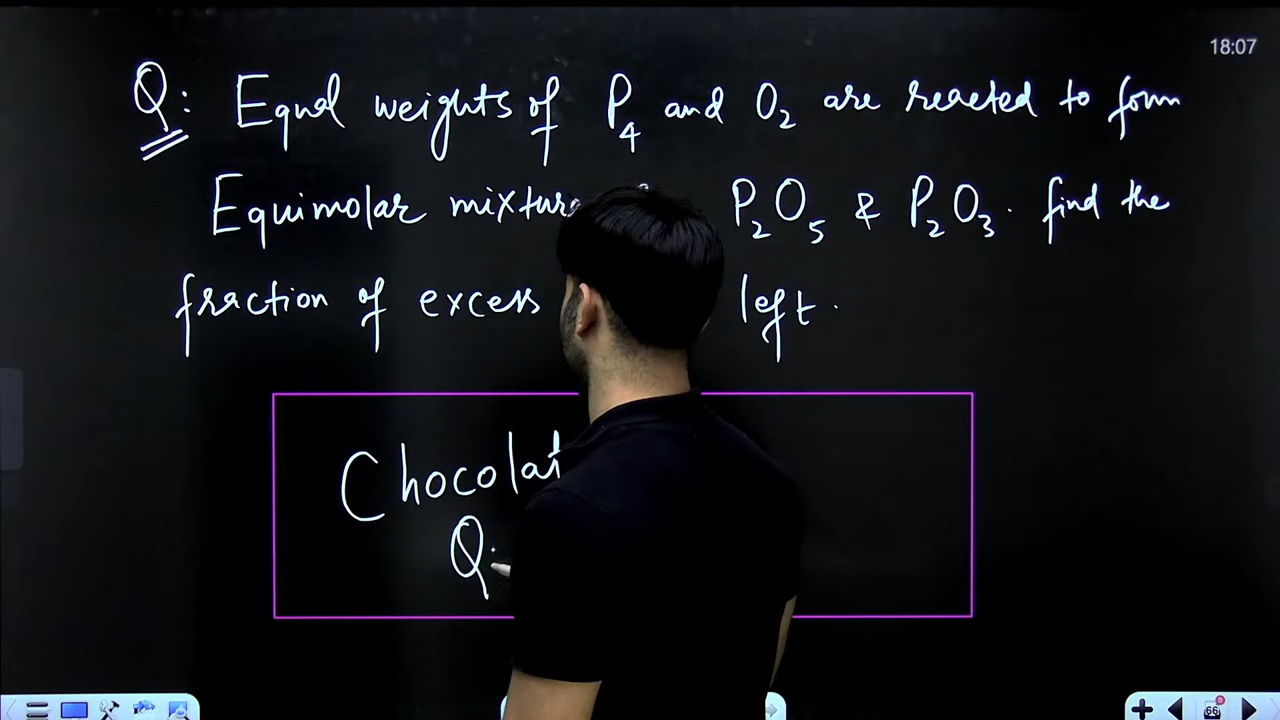 18:07
Q: Equal weights of P₄ and O₂ are reacted to form
Equimolar mixture P₂O₅ & P₂O₃. find the
fraction of excess left.
Chocolat
Q.
66